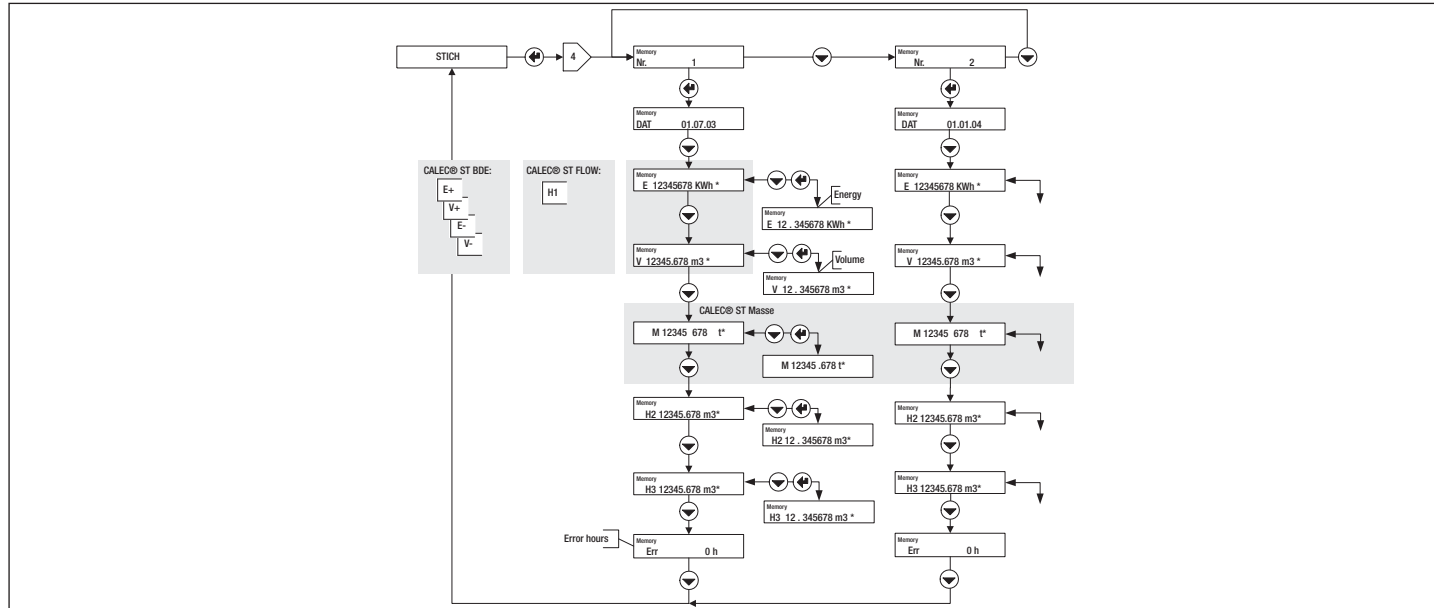 STICH
4
Memory
Nr. 1
Memory
Nr. 2
Memory
DAT 01.07.03
Memory
DAT 01.01.04
CALEC® ST BDE:
E+
V+
E-
V-
CALEC® ST FLOW:
H1
Memory
E 12345678 KWh *
Energy
Memory
E 12 . 345678 KWh *
Memory
E 12345678 KWh *
Memory
V 12345.678 m3 *
Volume
Memory
V 12 . 345678 m3 *
Memory
V 12345.678 m3 *
CALEC® ST Masse
M 12345 678 t*
M 12345 .678 t*
M 12345 678 t*
Memory
H2 12345.678 m3*
Memory
H2 12 . 345678 m3*
Memory
H2 12345.678 m3*
Memory
H3 12345.678 m3*
Memory
H3 12 . 345678 m3 *
Memory
H3 12345.678 m3*
Error hours
Memory
Err 0 h
Memory
Err 0 h